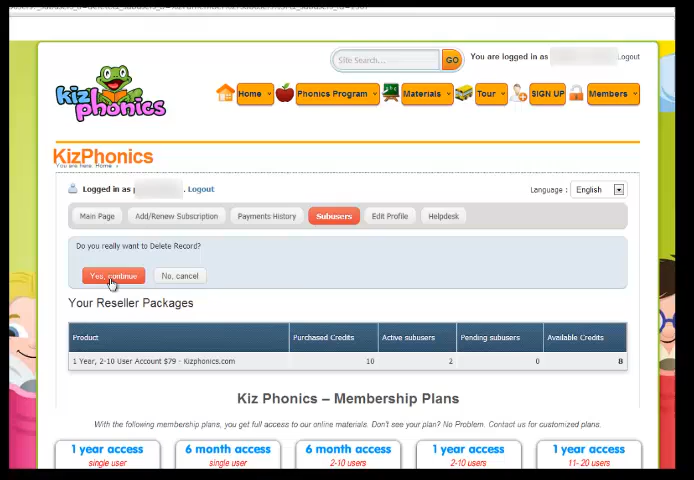 Site Search...
GO
You are logged in as
Logout
kiz phonics
Home
Phonics Program
Materials
Tour
SIGN UP
Members
KizPhonics
You are here: Home
Logged in as
. Logout
Language :
English
Main Page
Add/Renew Subscription
Payments History
Subusers
Edit Profile
Helpdesk
Do you really want to Delete Record?
Yes, continue
No, cancel
Your Reseller Packages
Product
Purchased Credits
Active subusers
Pending subusers
Available Credits
1 Year, 2-10 User Account $79 - Kizphonics.com
10
2
0
8
Kiz Phonics – Membership Plans
With the following membership plans, you get full access to our online materials. Don't see your plan? No Problem. Contact us for customized plans.
1 year access
6 month access
6 month access
1 year access
1 year access
single user
single user
2-10 users
2-10 users
11- 20 users